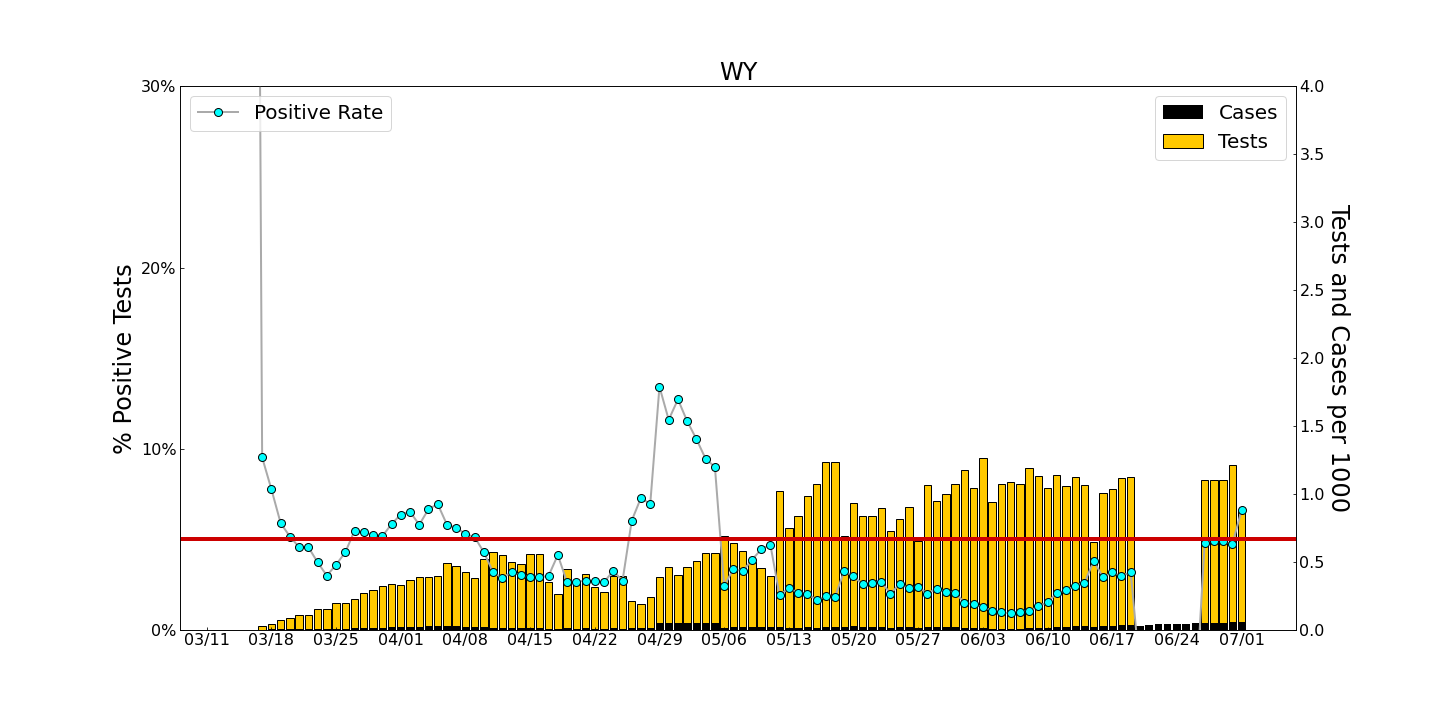 WY
30%
20%
10%
0%
% Positive Tests
Positive Rate
Cases
Tests
4.0
3.5
3.0
2.5
2.0
1.5
1.0
0.5
0.0
Tests and Cases per 1000
03/11 03/18 03/25 04/01 04/08 04/15 04/22 04/29 05/06 05/13 05/20 05/27 06/03 06/10 06/17 06/24 07/01